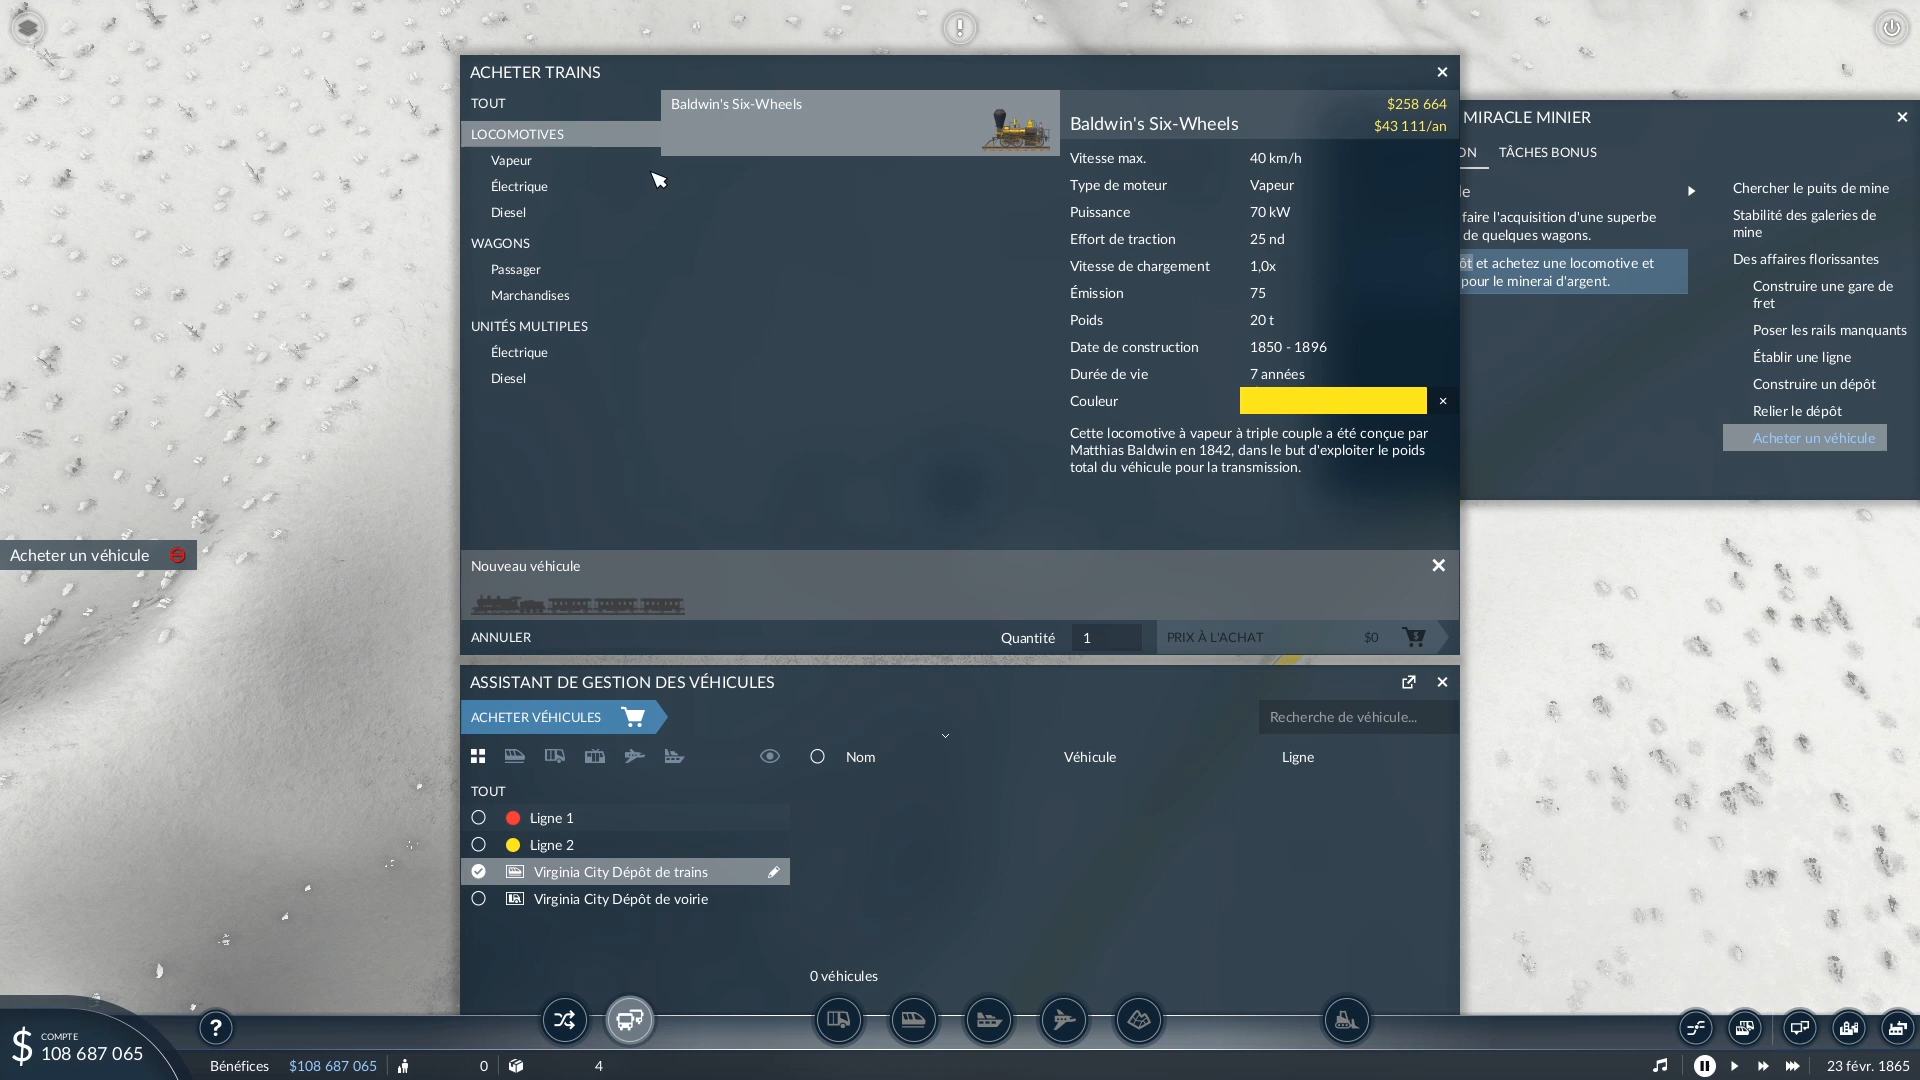 ACHETER TRAINS
TOUT
LOCOMOTIVES
Vapeur
Électrique
Diesel
WAGONS
Passager
Marchandises
UNITÉS MULTIPLES
Électrique
Diesel
Baldwin's Six-Wheels
$258 664
Baldwin's Six-Wheels
$43 111/an
Vitesse max. 40 km/h
Type de moteur Vapeur
Puissance 70 kW
Effort de traction 25 nd
Vitesse de chargement 1,0x
Émission 75
Poids 20 t
Date de construction 1850 - 1896
Durée de vie 7 années
Couleur
Cette locomotive à vapeur à triple couple a été conçue par
Matthias Baldwin en 1842, dans le but d'exploiter le poids
total du véhicule pour la transmission.
Nouveau véhicule
ANNULER
Quantité 1
PRIX À L'ACHAT $0
MIRACLE MINIER
ON TÂCHES BONUS
le
faire l'acquisition d'une superbe
de quelques wagons.
ôt et achetez une locomotive et
pour le minerai d'argent.
Chercher le puits de mine
Stabilité des galeries de
mine
Des affaires florissantes
Construire une gare de
fret
Poser les rails manquants
Établir une ligne
Construire un dépôt
Relier le dépôt
Acheter un véhicule
Acheter un véhicule
ASSISTANT DE GESTION DES VÉHICULES
ACHETER VÉHICULES
Recherche de véhicule...
Nom Véhicule Ligne
TOUT
Ligne 1
Ligne 2
Virginia City Dépôt de trains
Virginia City Dépôt de voirie
0 véhicules
$ COMPTE
108 687 065
?
Bénéfices $108 687 065 0 4
23 févr. 1865